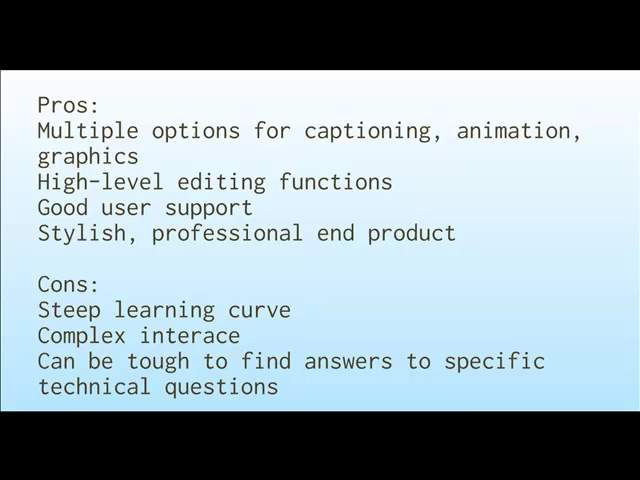 Pros:
Multiple options for captioning, animation,
graphics
High-level editing functions
Good user support
Stylish, professional end product
Cons:
Steep learning curve
Complex interace
Can be tough to find answers to specific
technical questions